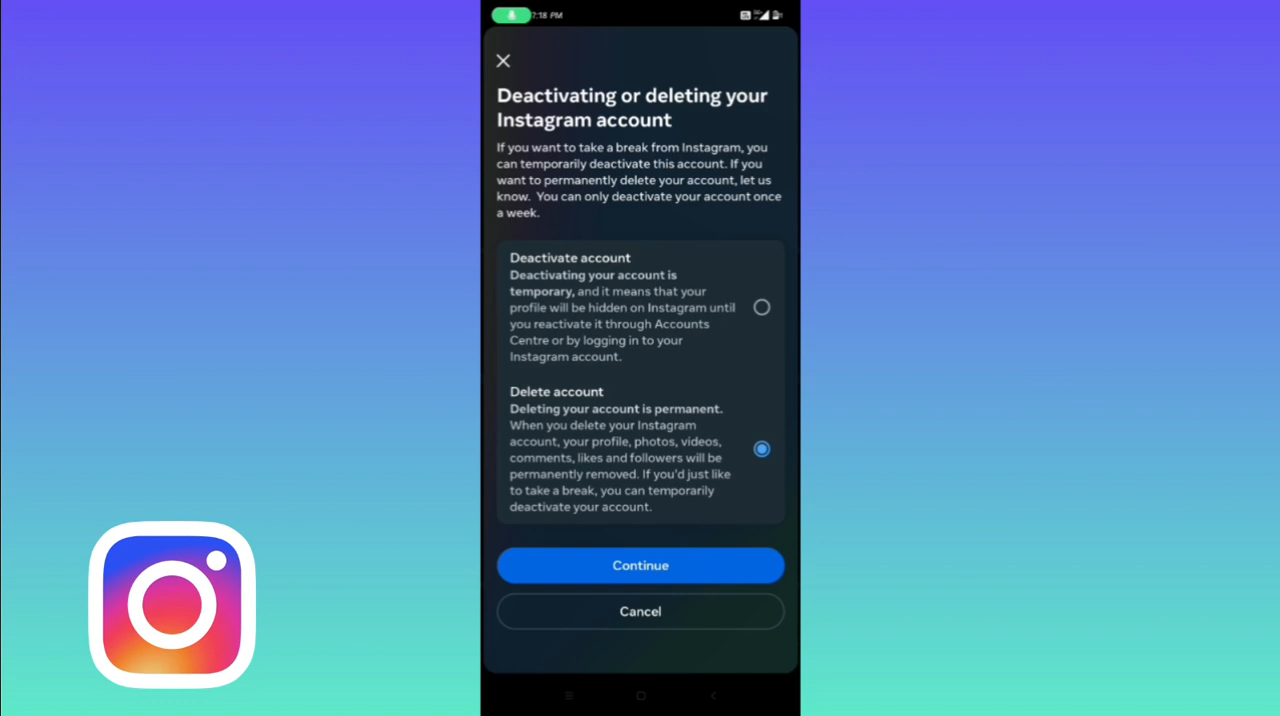 7:18 PM
Deactivating or deleting your
Instagram account
If you want to take a break from Instagram, you
can temporarily deactivate this account. If you
want to permanently delete your account, let us
know. You can only deactivate your account once
a week.
Deactivate account
Deactivating your account is
temporary, and it means that your
profile will be hidden on Instagram until
you reactivate it through Accounts
Centre or by logging in to your
Instagram account.
Delete account
Deleting your account is permanent.
When you delete your Instagram
account, your profile, photos, videos,
comments, likes and followers will be
permanently removed. If you'd just like
to take a break, you can temporarily
deactivate your account.
Continue
Cancel